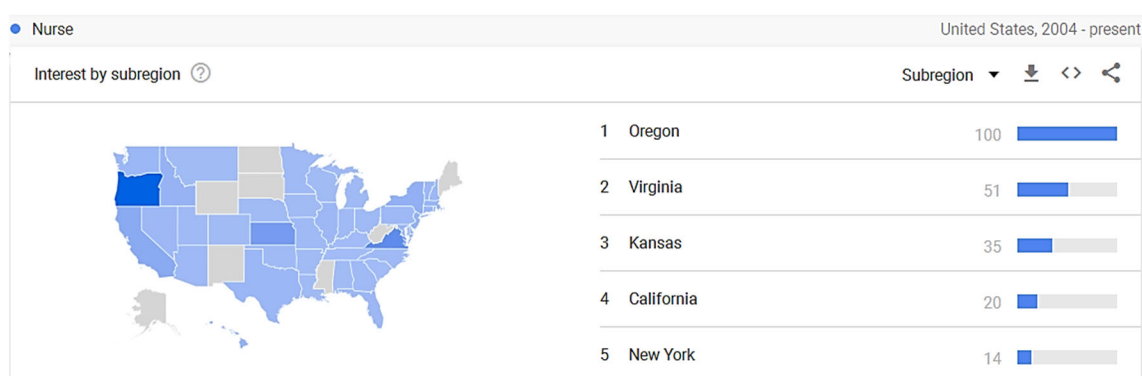 Nurse United States, 2004 - present
Interest by subregion ? Subregion
1 Oregon 100
2 Virginia 51
3 Kansas 35
4 California 20
5 New York 14